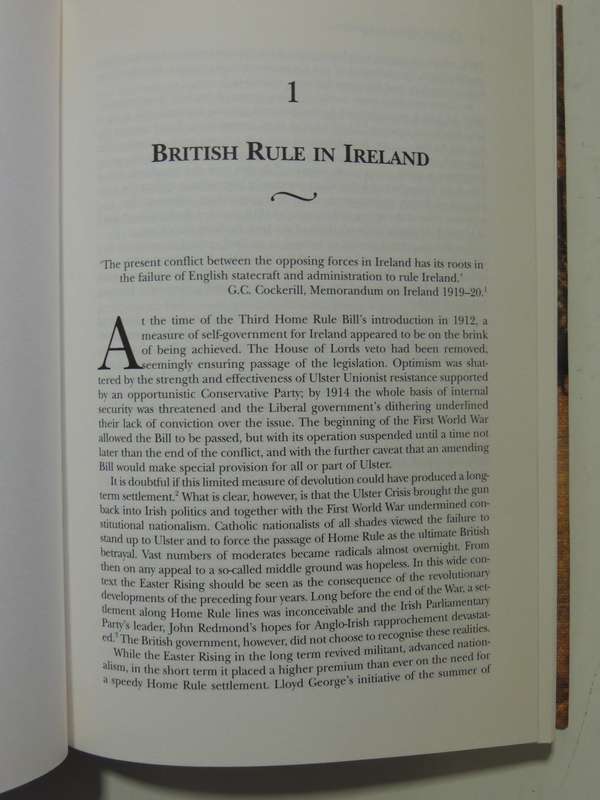 1
BRITISH RULE IN IRELAND
'The present conflict between the opposing forces in Ireland has its roots in
the failure of English statecraft and administration to rule Ireland.'
G.C. Cockerill, Memorandum on Ireland 1919–20.1
At the time of the Third Home Rule Bill's introduction in 1912, a
measure of self-government for Ireland appeared to be on the brink
of being achieved. The House of Lords veto had been removed,
seemingly ensuring passage of the legislation. Optimism was shat-
tered by the strength and effectiveness of Ulster Unionist resistance supported
by an opportunistic Conservative Party; by 1914 the whole basis of internal
security was threatened and the Liberal government's dithering underlined
their lack of conviction over the issue. The beginning of the First World War
allowed the Bill to be passed, but with its operation suspended until a time not
later than the end of the conflict, and with the further caveat that an amending
Bill would make special provision for all or part of Ulster.
It is doubtful if this limited measure of devolution could have produced a long-
term settlement.2 What is clear, however, is that the Ulster Crisis brought the gun
back into Irish politics and together with the First World War undermined con-
stitutional nationalism. Catholic nationalists of all shades viewed the failure to
stand up to Ulster and to force the passage of Home Rule as the ultimate British
betrayal. Vast numbers of moderates became radicals almost overnight. From
then on any appeal to a so-called middle ground was hopeless. In this wide con-
text the Easter Rising should be seen as the consequence of the revolutionary
developments of the preceding four years. Long before the end of the War, a set-
tlement along Home Rule lines was inconceivable and the Irish Parliamentary
Party's leader, John Redmond's hopes for Anglo-Irish rapprochement devastat-
ed.3 The British government, however, did not choose to recognise these realities.
While the Easter Rising in the long term revived militant, advanced nation-
alism, in the short term it placed a higher premium than ever on the need for
a speedy Home Rule settlement. Lloyd George's initiative of the summer of